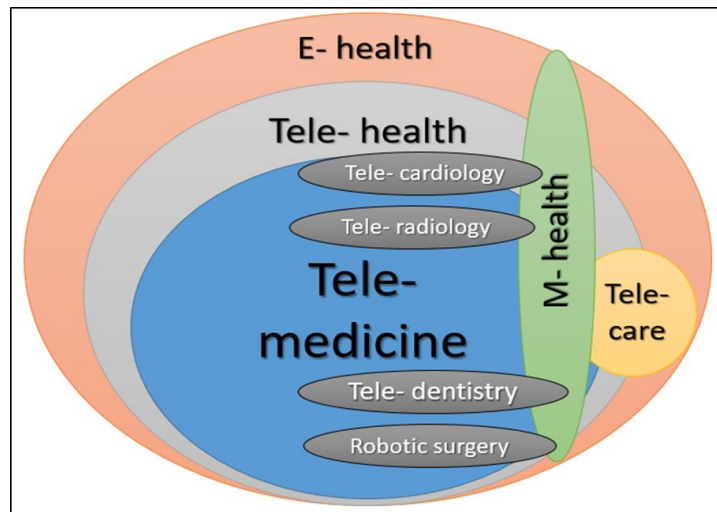 E- health
Tele- health
Tele- cardiology
Tele- radiology
Tele-
medicine
M- health
Tele-
care
Tele- dentistry
Robotic surgery